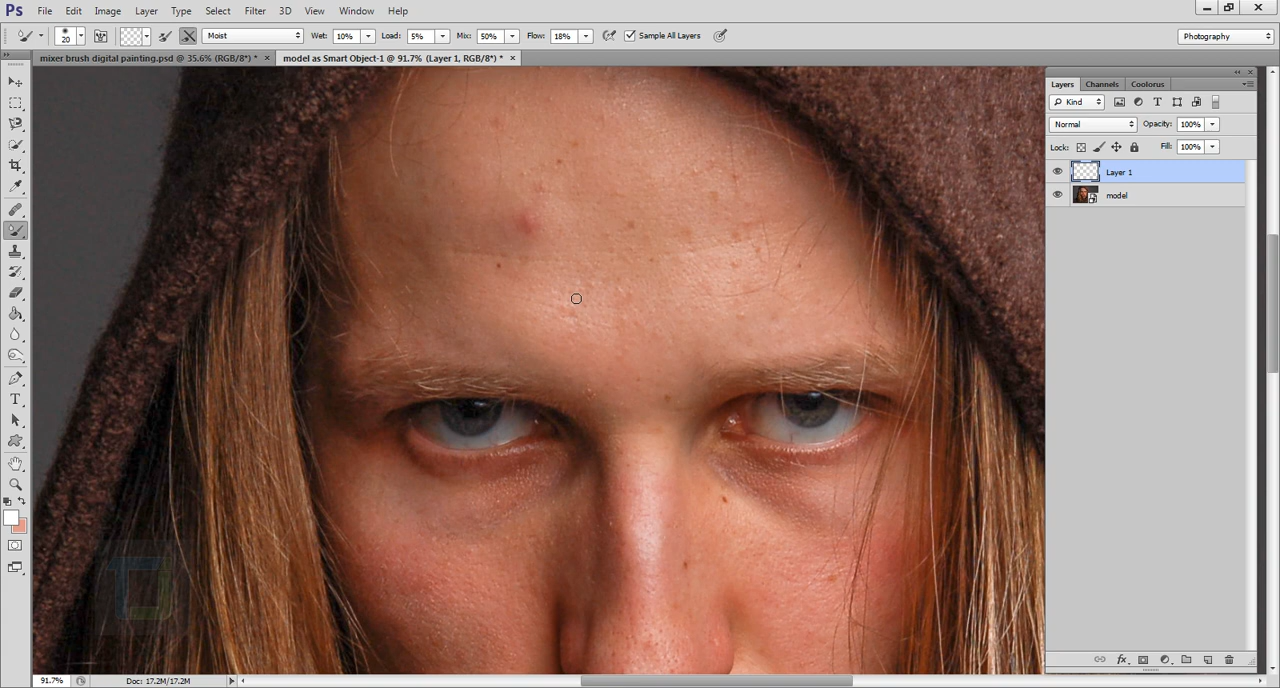 Ps File Edit Image Layer Type Select Filter 3D View Window Help
20 Moist Wet: 10% Load: 5% Mix: 50% Flow: 18% Sample All Layers Photography
mixer brush digital painting.psd @ 35.6% (RGB/8*) * × model as Smart Object-1 @ 91.7% (Layer 1, RGB/8*) * ×
Layers Channels Coolorus
Kind
Normal Opacity: 100%
Lock: Fill: 100%
Layer 1
model
91.7% Doc: 17.2M/17.2M